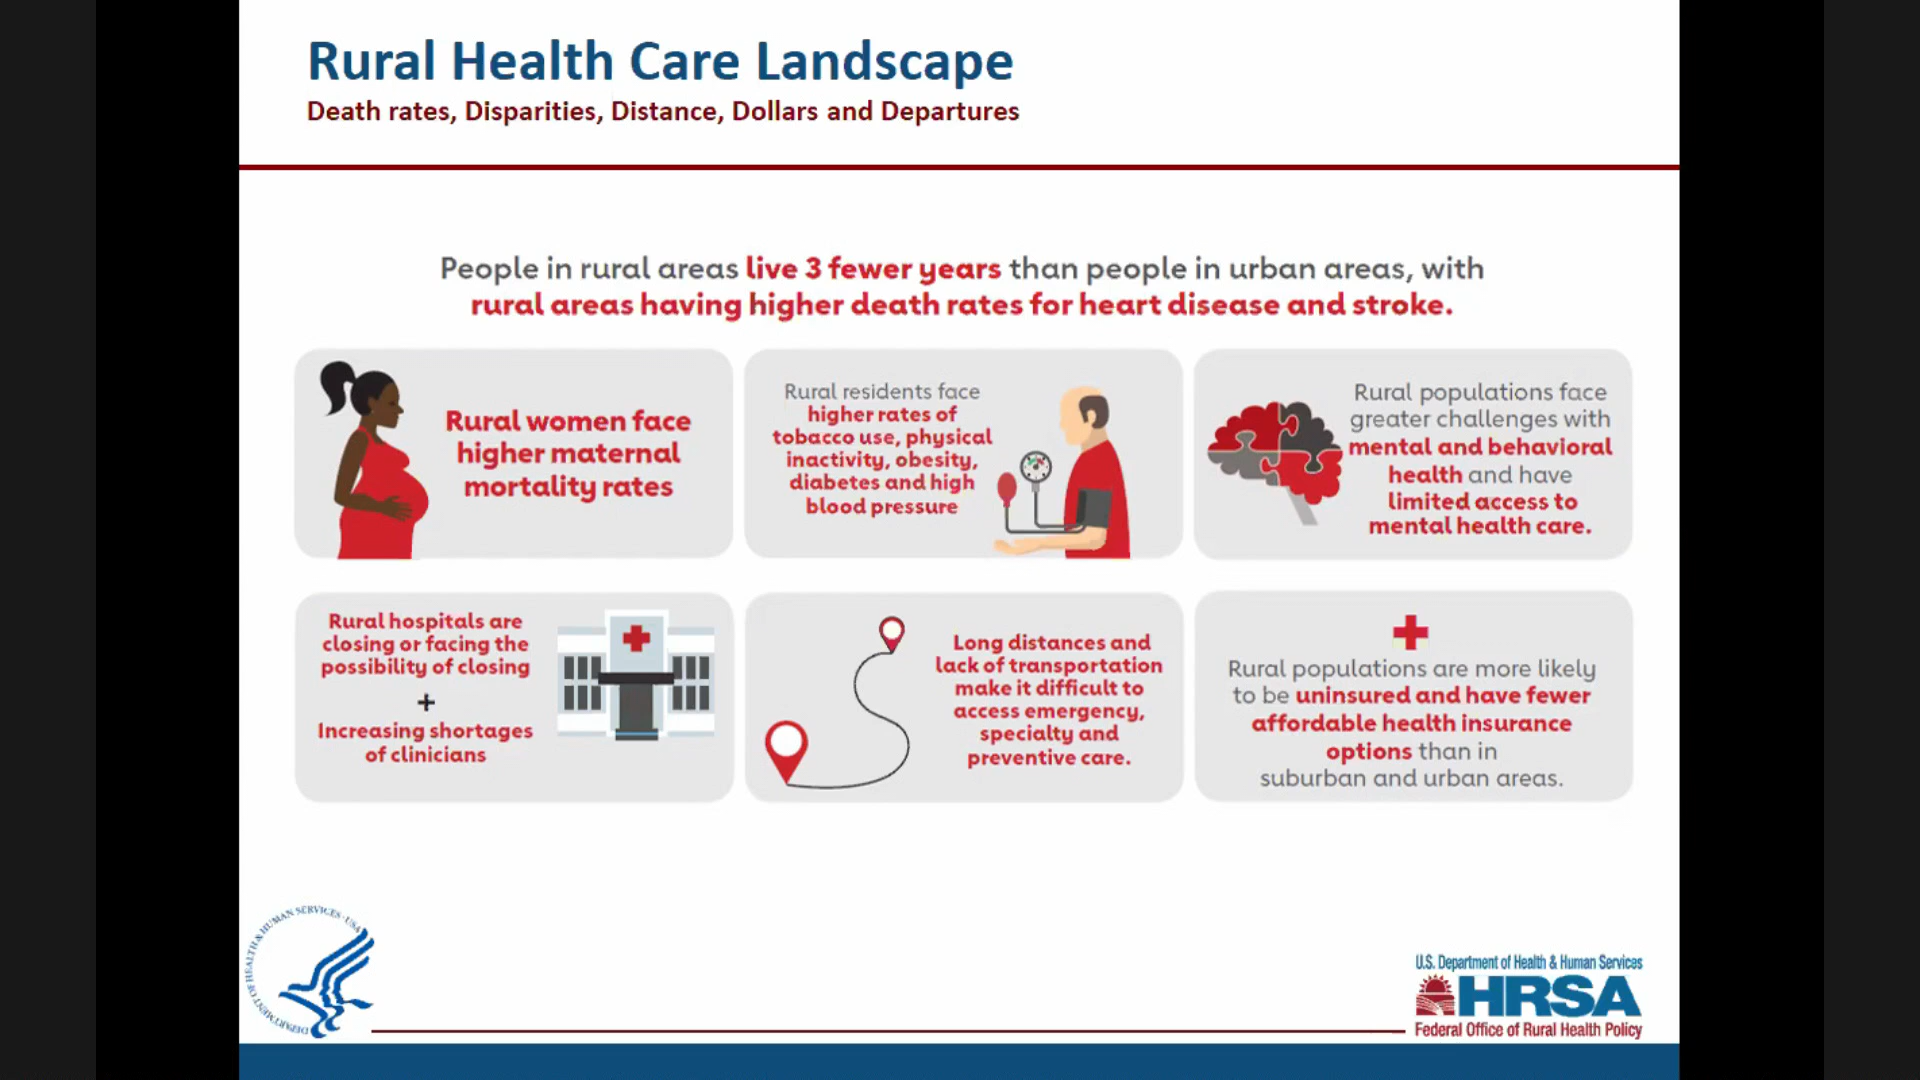 Rural Health Care Landscape
Death rates, Disparities, Distance, Dollars and Departures
People in rural areas live 3 fewer years than people in urban areas, with
rural areas having higher death rates for heart disease and stroke.
Rural women face
higher maternal
mortality rates
Rural residents face
higher rates of
tobacco use, physical
inactivity, obesity,
diabetes and high
blood pressure
Rural populations face
greater challenges with
mental and behavioral
health and have
limited access to
mental health care.
Rural hospitals are
closing or facing the
possibility of closing
+
Increasing shortages
of clinicians
Long distances and
lack of transportation
make it difficult to
access emergency,
specialty and
preventive care.
Rural populations are more likely
to be uninsured and have fewer
affordable health insurance
options than in
suburban and urban areas.
DEPARTMENT OF HEALTH & HUMAN SERVICES · USA
U.S. Department of Health & Human Services
HRSA
Federal Office of Rural Health Policy